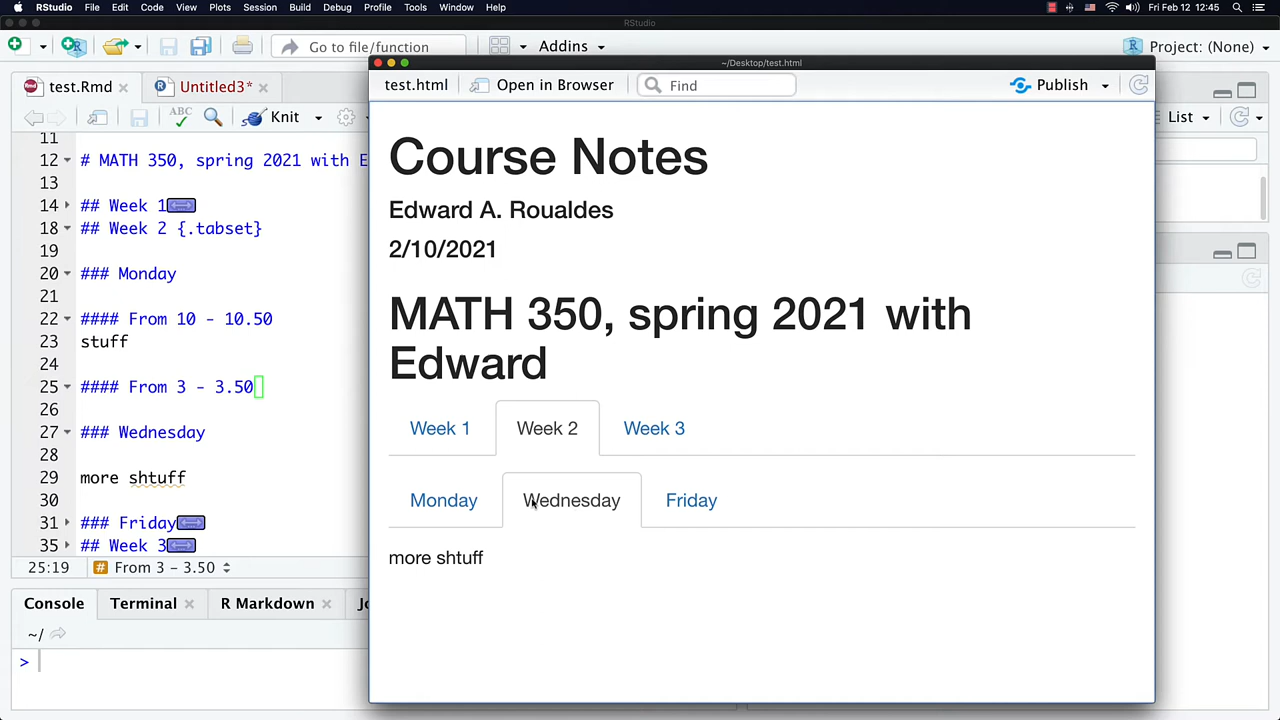 RStudio File Edit Code View Plots Session Build Debug Profile Tools Window Help Fri Feb 12 12:45
RStudio
Go to file/function Addins Project: (None)
~/Desktop/test.html
test.Rmd Untitled3*
test.html Open in Browser Find Publish
ABC Knit List
11
12 # MATH 350, spring 2021 with E
13
14 ## Week 1
18 ## Week 2 {.tabset}
19
20 ### Monday
21
22 #### From 10 - 10.50
23 stuff
24
25 #### From 3 - 3.50
26
27 ### Wednesday
28
29 more shtuff
30
31 ### Friday
35 ## Week 3
25:19 # From 3 - 3.50
Console Terminal R Markdown Jo
~/
>
Course Notes
Edward A. Roualdes
2/10/2021
MATH 350, spring 2021 with
Edward
Week 1 Week 2 Week 3
Monday Wednesday Friday
more shtuff